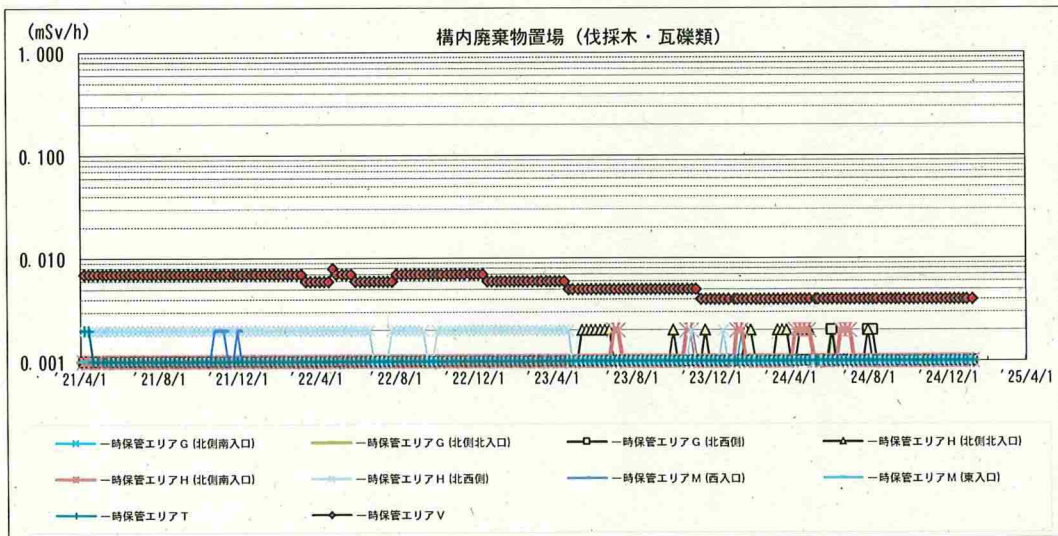 (mSv/h)
構内廃棄物置場（伐採木・瓦礫類）
1.000
0.100
0.010
0.001
'21/4/1 '21/8/1 '21/12/1 '22/4/1 '22/8/1 '22/12/1 '23/4/1 '23/8/1 '23/12/1 '24/4/1 '24/8/1 '24/12/1 '25/4/1
一時保管エリアG（北側南入口） 一時保管エリアG（北側北入口） 一時保管エリアG（北西側） 一時保管エリアH（北側北入口）
一時保管エリアH（北側南入口） 一時保管エリアH（北西側） 一時保管エリアM（西入口） 一時保管エリアM（東入口）
一時保管エリアT 一時保管エリアV